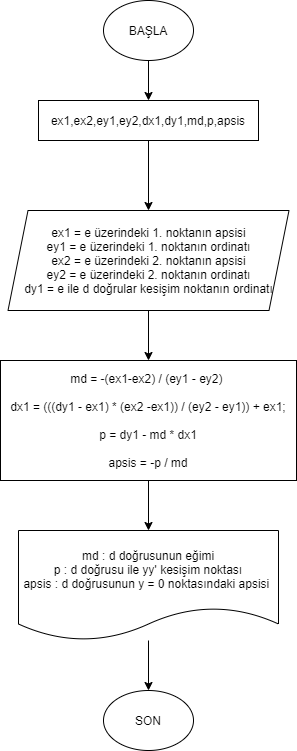 BAŞLA
ex1,ex2,ey1,ey2,dx1,dy1,md,p,apsis
ex1 = e üzerindeki 1. noktanın apsisi
ey1 = e üzerindeki 1. noktanın ordinatı
ex2 = e üzerindeki 2. noktanın apsisi
ey2 = e üzerindeki 2. noktanın ordinatı
dy1 = e ile d doğrular kesişim noktanın ordinatı
md = -(ex1-ex2) / (ey1 - ey2)
dx1 = (((dy1 - ex1) * (ex2 -ex1)) / (ey2 - ey1)) + ex1;
p = dy1 - md * dx1
apsis = -p / md
md : d doğrusunun eğimi
p : d doğrusu ile yy' kesişim noktası
apsis : d doğrusunun y = 0 noktasındaki apsisi
SON